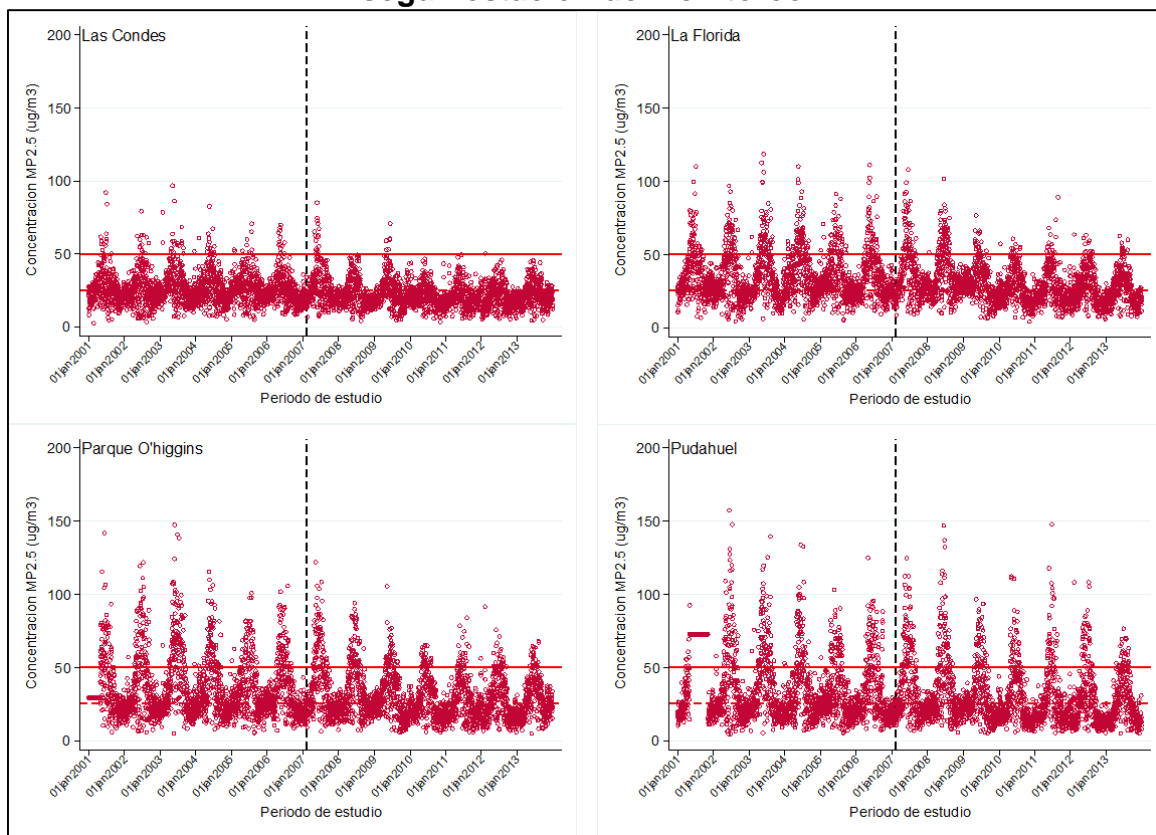 Las Condes
Concentracion MP2.5 (ug/m3)
200
150
100
50
0
01jan2001 01jan2002 01jan2003 01jan2004 01jan2005 01jan2006 01jan2007 01jan2008 01jan2009 01jan2010 01jan2011 01jan2012 01jan2013
Periodo de estudio
La Florida
Concentracion MP2.5 (ug/m3)
200
150
100
50
0
01jan2001 01jan2002 01jan2003 01jan2004 01jan2005 01jan2006 01jan2007 01jan2008 01jan2009 01jan2010 01jan2011 01jan2012 01jan2013
Periodo de estudio
Parque O'higgins
Concentracion MP2.5 (ug/m3)
200
150
100
50
0
01jan2001 01jan2002 01jan2003 01jan2004 01jan2005 01jan2006 01jan2007 01jan2008 01jan2009 01jan2010 01jan2011 01jan2012 01jan2013
Periodo de estudio
Pudahuel
Concentracion MP2.5 (ug/m3)
200
150
100
50
0
01jan2001 01jan2002 01jan2003 01jan2004 01jan2005 01jan2006 01jan2007 01jan2008 01jan2009 01jan2010 01jan2011 01jan2012 01jan2013
Periodo de estudio